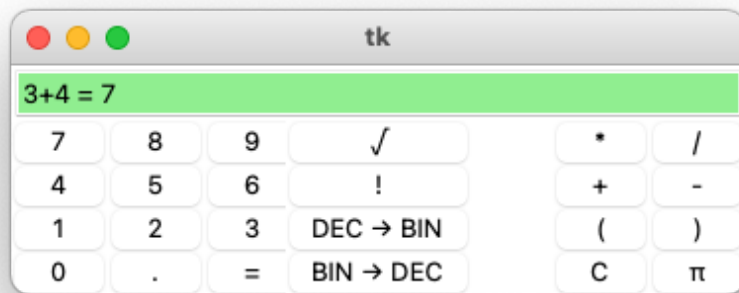 tk
3+4 = 7
7 8 9 √ * /
4 5 6 ! + -
1 2 3 DEC → BIN ( )
0 . = BIN → DEC C π